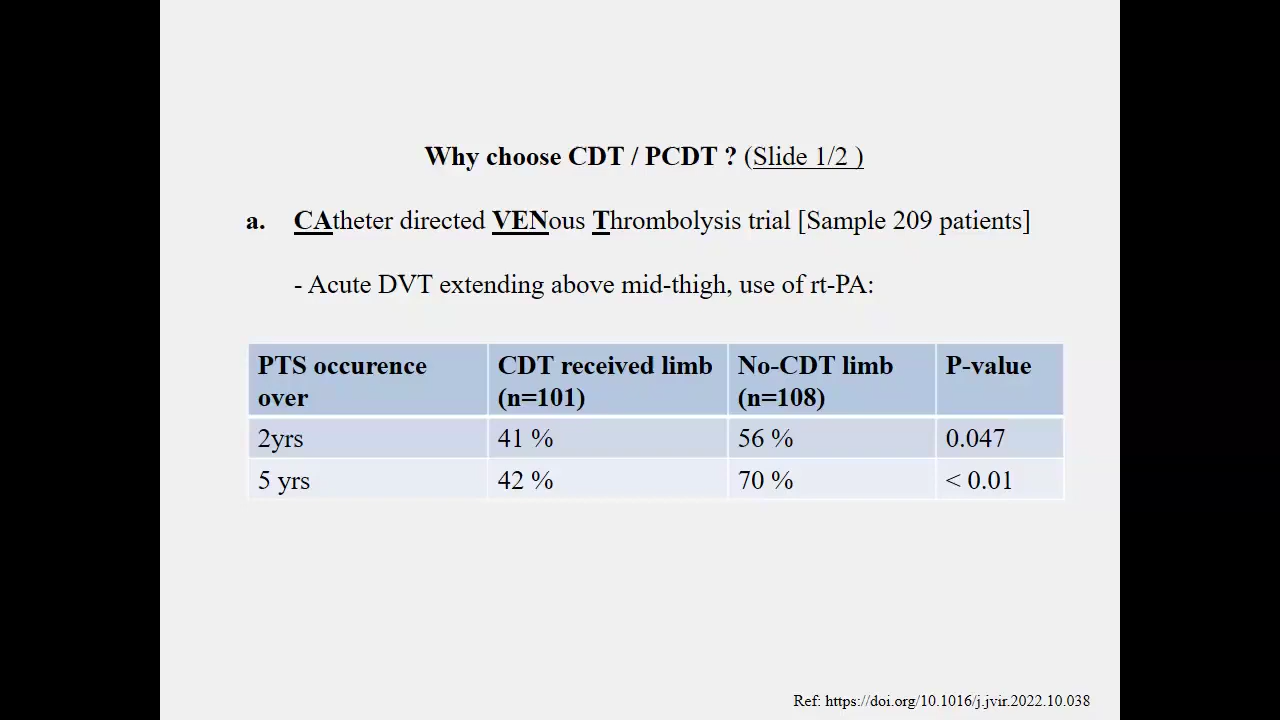 Why choose CDT / PCDT ? (Slide 1/2 )
a. CAtheter directed VENous Thrombolysis trial [Sample 209 patients]
- Acute DVT extending above mid-thigh, use of rt-PA:
PTS occurence over CDT received limb (n=101) No-CDT limb (n=108) P-value
2yrs 41 % 56 % 0.047
5 yrs 42 % 70 % < 0.01
Ref: https://doi.org/10.1016/j.jvir.2022.10.038